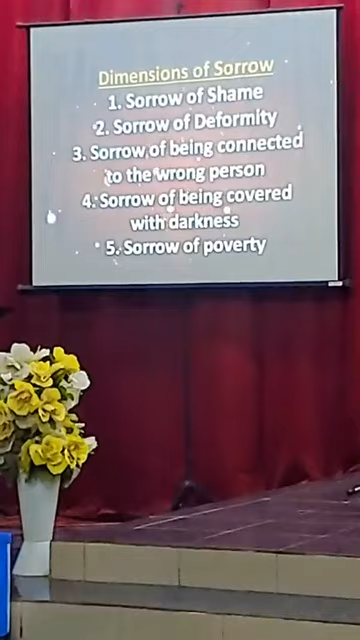 Dimensions of Sorrow
1. Sorrow of Shame
2. Sorrow of Deformity
3. Sorrow of being connected
to the wrong person
4. Sorrow of being covered
with darkness
5. Sorrow of poverty